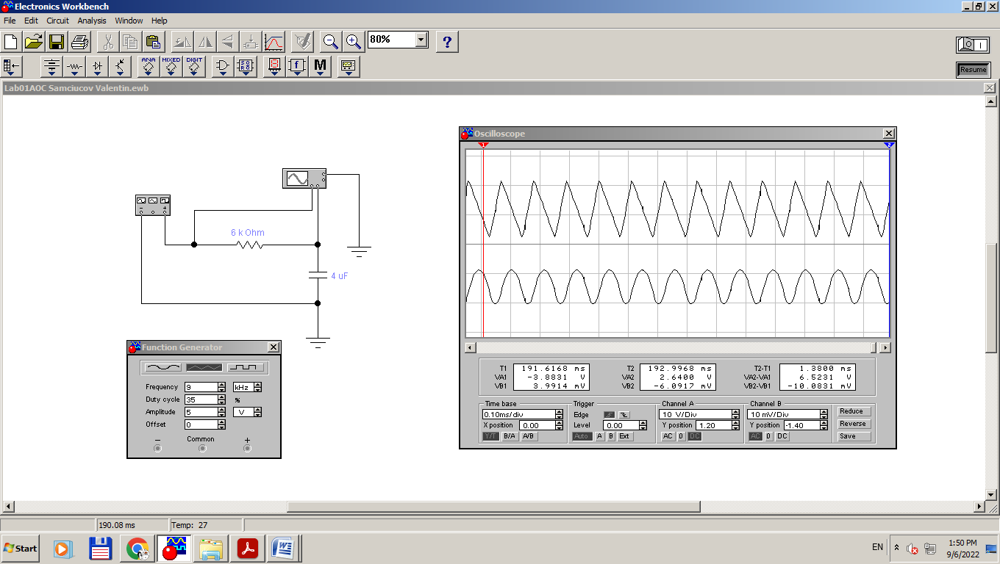 Electronics Workbench
File Edit Circuit Analysis Window Help
80%
?
ANA MIXED DIGIT
f M
Resume
Lab01AOC Samciucov Valentin.ewb
6 k Ohm
4 uF
Function Generator
Frequency 9 kHz
Duty cycle 35 %
Amplitude 5 V
Offset 0
− Common +
Oscilloscope
1 2
T1 191.6168 ms T2 192.9968 ms T2-T1 1.3800 ms
VA1 -3.8831 V VA2 2.6400 V VA2-VA1 6.5231 V
VB1 3.9914 mV VB2 -6.0917 mV VB2-VB1 -10.0831 mV
Time base Trigger Channel A Channel B
0.10ms/div Edge 10 V/Div 10 mV/Div Reduce
X position 0.00 Level 0.00 Y position 1.20 Y position -1.40 Reverse
Y/T B/A A/B Auto A B Ext AC 0 DC AC 0 DC Save
190.08 ms Temp: 27
Start
EN
1:50 PM
9/6/2022